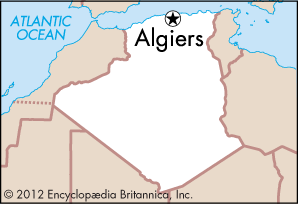 ATLANTIC
OCEAN
Algiers
© 2012 Encyclopædia Britannica, Inc.